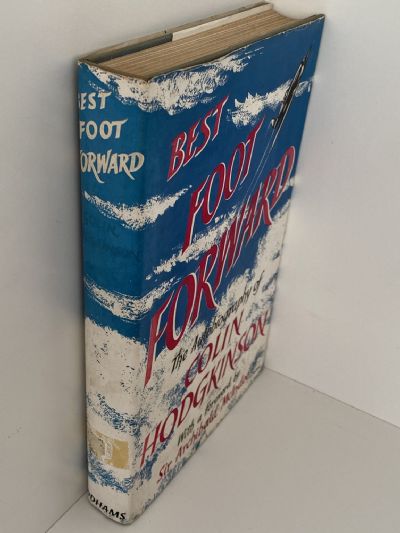 BEST
FOOT
FORWARD
ODHAMS
BEST
FOOT
FORWARD
The Autobiography of
COLIN
HODGKINSON
With a Foreword by
Sir Archibald McIndoe